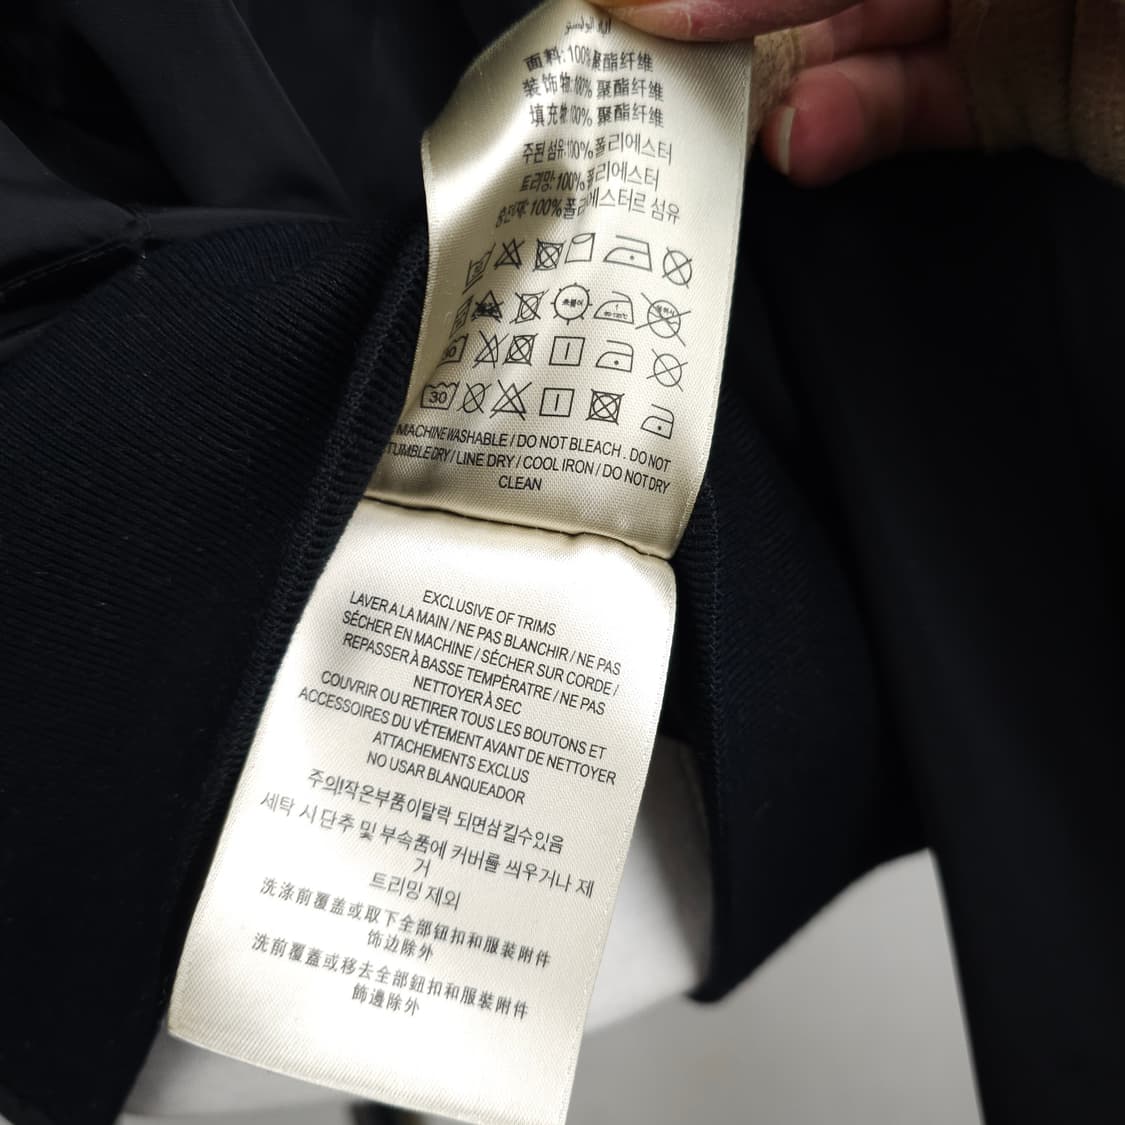 面料:100%聚酯纤维
装饰物:100% 聚酯纤维
填充物:100% 聚酯纤维
주된 섬유:100%폴리에스터
트리밍:100%폴리에스터
충전재: 100%폴리에스터르 섬유
30
MACHINE WASHABLE / DO NOT BLEACH . DO NOT
TUMBLE DRY / LINE DRY / COOL IRON / DO NOT DRY
CLEAN
EXCLUSIVE OF TRIMS
LAVER A LA MAIN / NE PAS BLANCHIR / NE PAS
SÉCHER EN MACHINE / SÉCHER SUR CORDE /
REPASSER À BASSE TEMPÉRATRE / NE PAS
NETTOYER À SEC
COUVRIR OU RETIRER TOUS LES BOUTONS ET
ACCESSOIRES DU VÊTEMENT AVANT DE NETTOYER
ATTACHEMENTS EXCLUS
NO USAR BLANQUEADOR
주의!작은부품이탈락 되면삼킬수있음
세탁 시 단추 및 부속품에 커버를 씌우거나 제
거
트리밍 제외
洗涤前覆盖或取下全部钮扣和服装附件
饰边除外
洗前覆蓋或移去全部鈕扣和服裝附件
飾邊除外